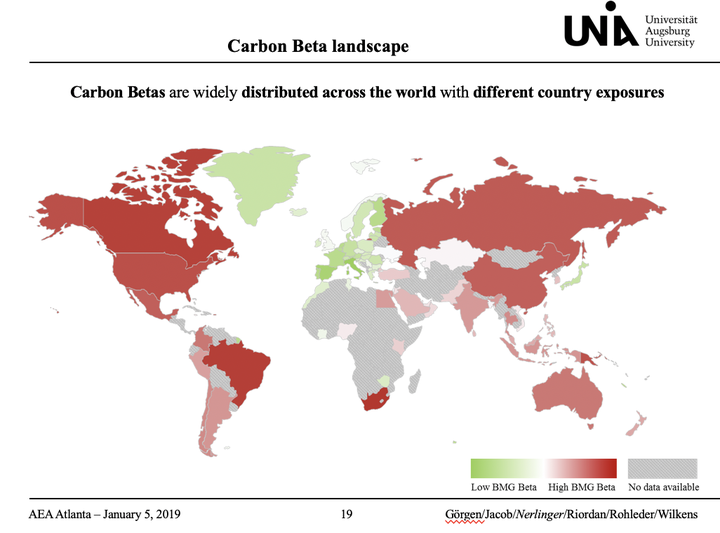 Carbon Beta landscape
UNIA Universität
Augsburg
University
Carbon Betas are widely distributed across the world with different country exposures
Low BMG Beta High BMG Beta No data available
AEA Atlanta – January 5, 2019 19 Görgen/Jacob/Nerlinger/Riordan/Rohleder/Wilkens